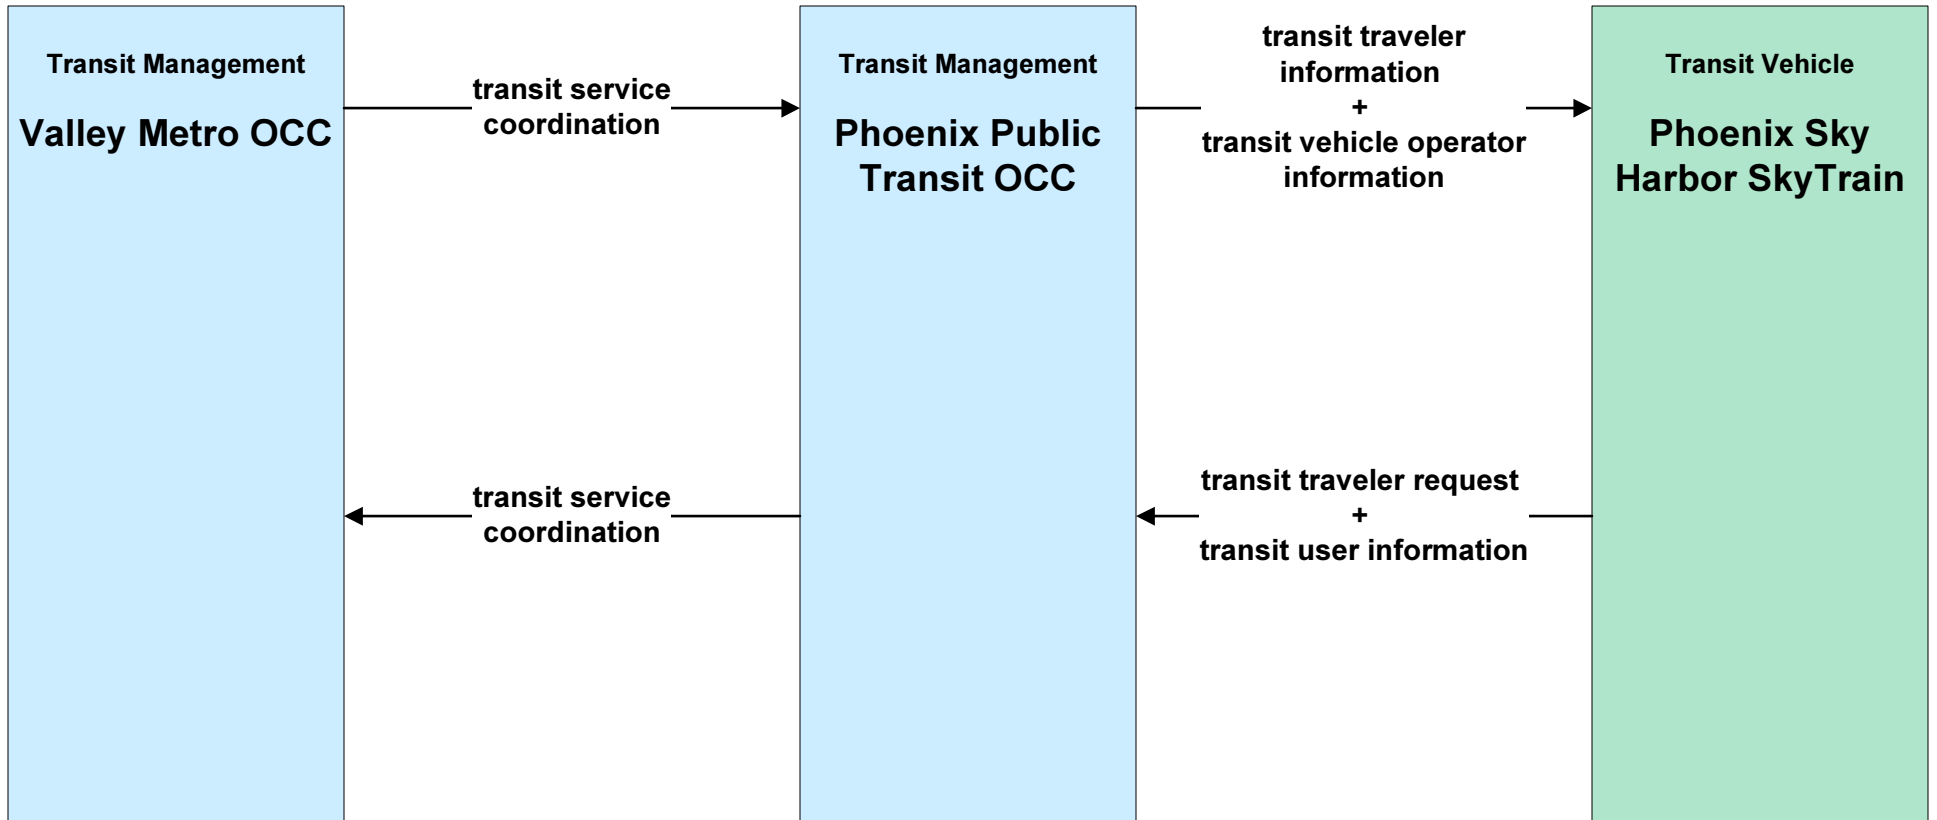 Transit Management
Valley Metro OCC
transit service
coordination
Transit Management
Phoenix Public
Transit OCC
transit traveler
information
+
transit vehicle operator
information
Transit Vehicle
Phoenix Sky
Harbor SkyTrain
transit service
coordination
transit traveler request
+
transit user information